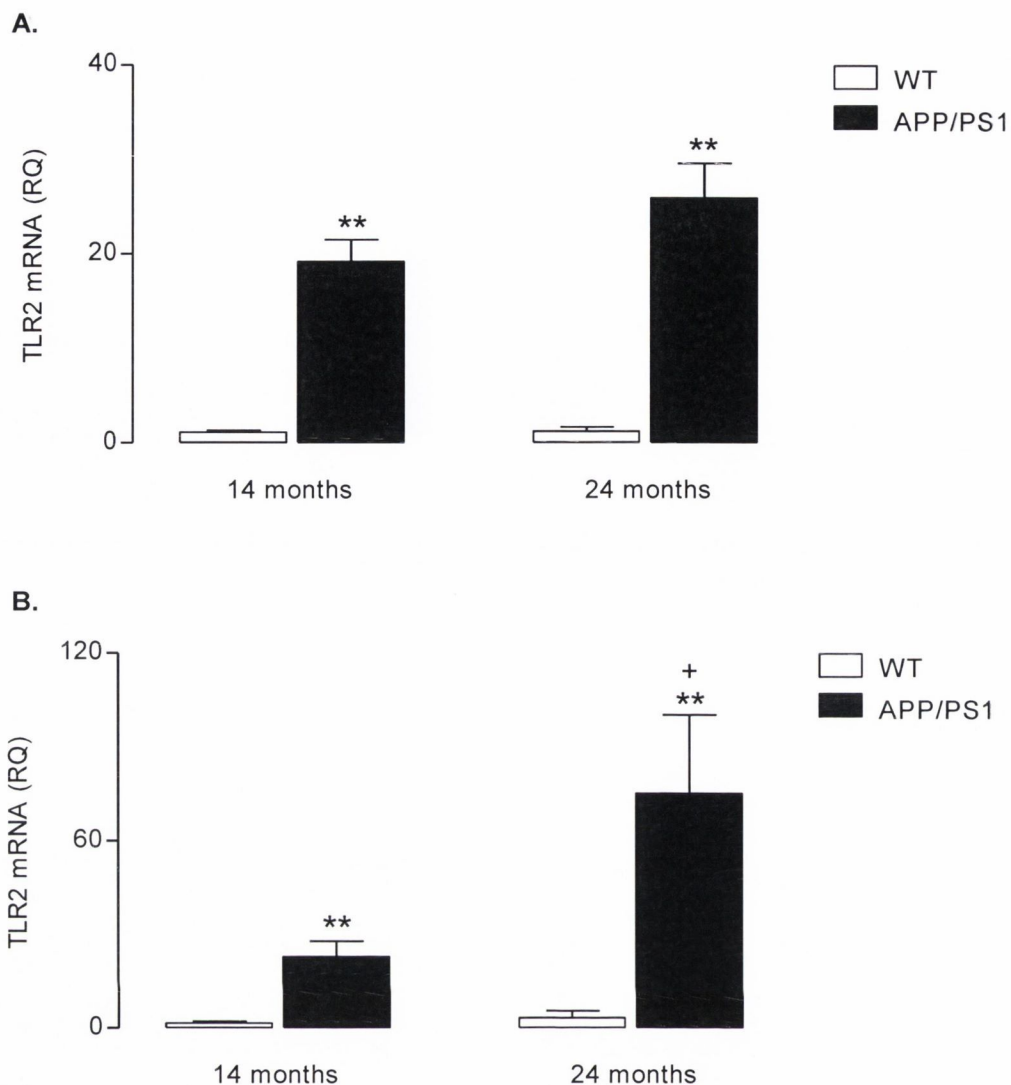 A.
TLR2 mRNA (RQ)
40
20
0
**
**
14 months
24 months
WT
APP/PS1
B.
TLR2 mRNA (RQ)
120
60
0
**
+
**
14 months
24 months
WT
APP/PS1